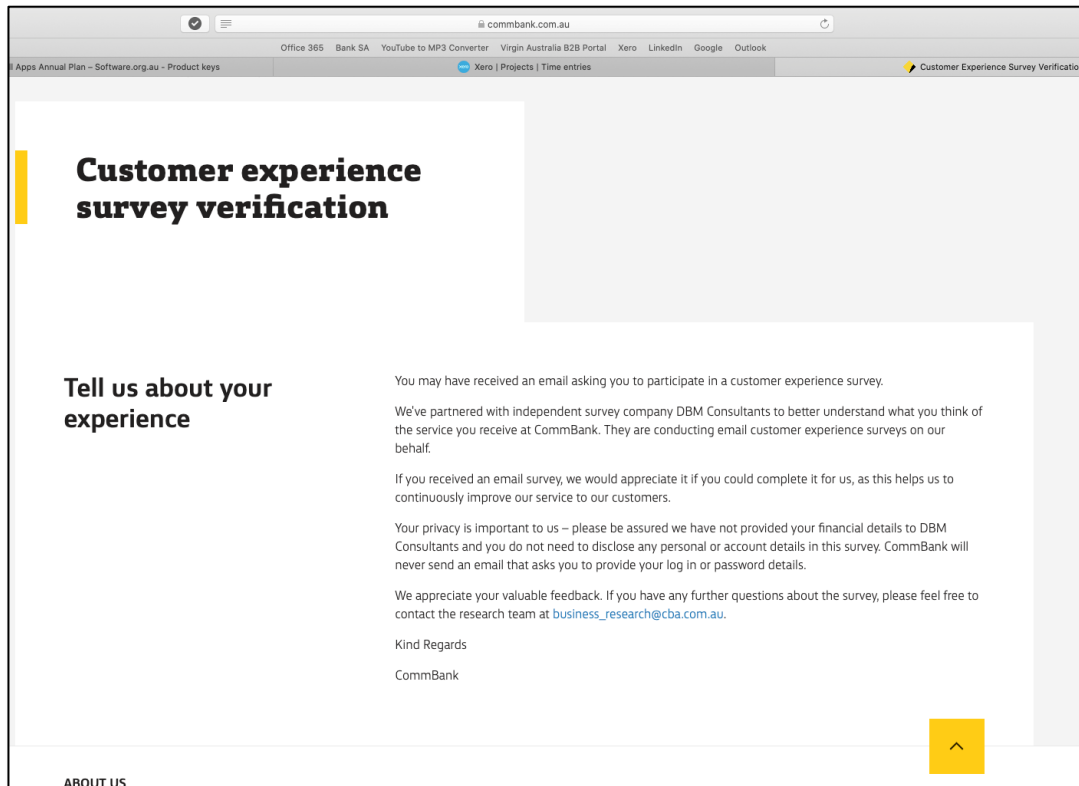 commbank.com.au
Office 365 Bank SA YouTube to MP3 Converter Virgin Australia B2B Portal Xero LinkedIn Google Outlook
ll Apps Annual Plan – Software.org.au - Product keys
Xero | Projects | Time entries
Customer Experience Survey Verificatio
Customer experience
survey verification
Tell us about your
experience
You may have received an email asking you to participate in a customer experience survey.
We've partnered with independent survey company DBM Consultants to better understand what you think of
the service you receive at CommBank. They are conducting email customer experience surveys on our
behalf.
If you received an email survey, we would appreciate it if you could complete it for us, as this helps us to
continuously improve our service to our customers.
Your privacy is important to us – please be assured we have not provided your financial details to DBM
Consultants and you do not need to disclose any personal or account details in this survey. CommBank will
never send an email that asks you to provide your log in or password details.
We appreciate your valuable feedback. If you have any further questions about the survey, please feel free to
contact the research team at business_research@cba.com.au.
Kind Regards
CommBank
ABOUT US